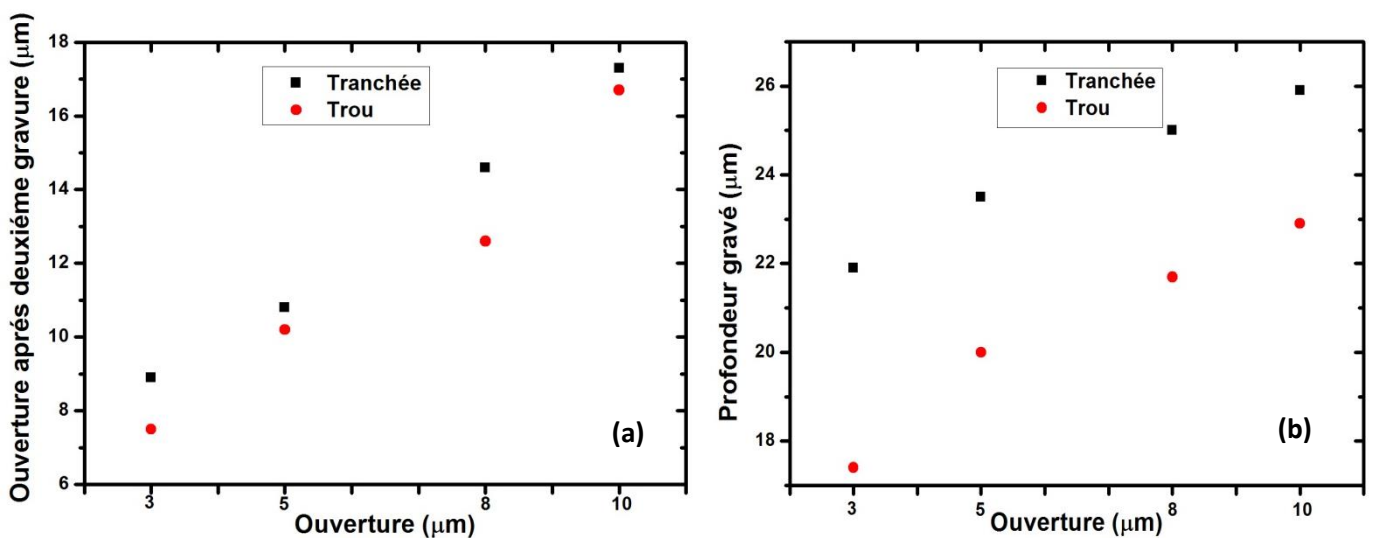 Ouverture aprés deuxiéme gravure (μm)
18
16
14
12
10
8
6
Tranchée
Trou
(a)
3 5 8 10
Ouverture (μm)
Profondeur gravé (μm)
26
24
22
20
18
Tranchée
Trou
(b)
3 5 8 10
Ouverture (μm)